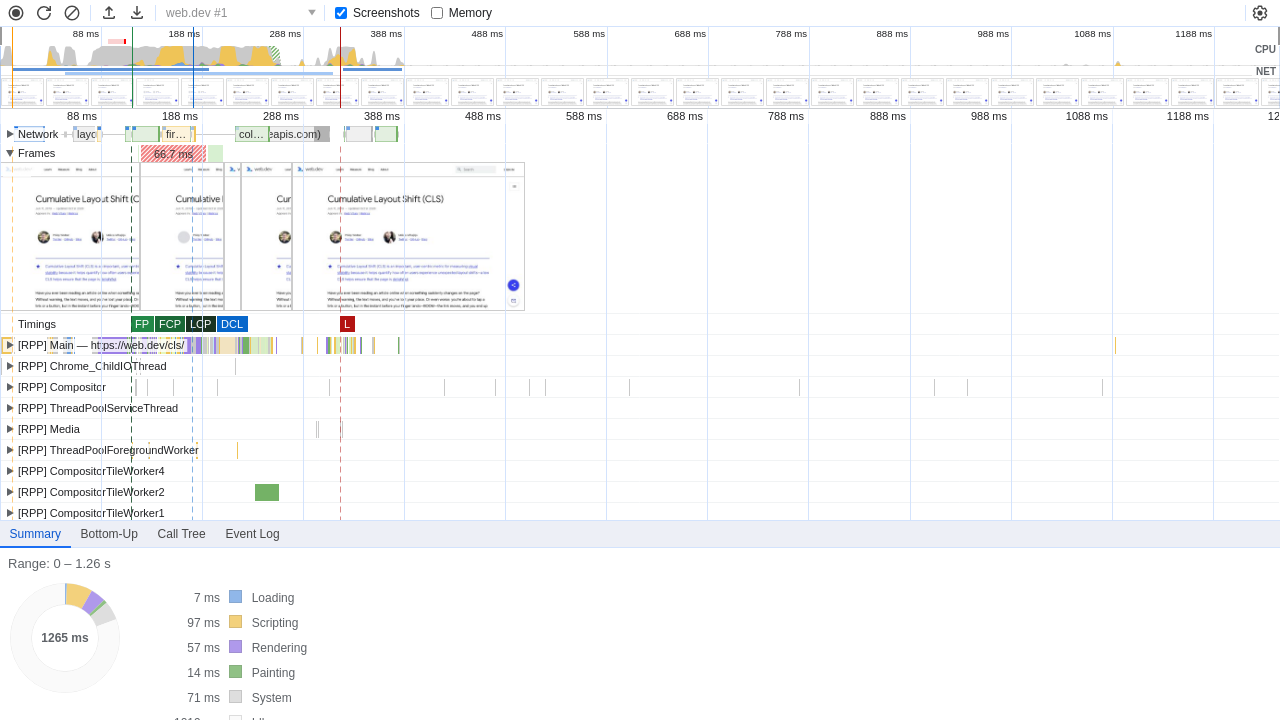 web.dev #1 Screenshots Memory
88 ms 188 ms 288 ms 388 ms 488 ms 588 ms 688 ms 788 ms 888 ms 988 ms 1088 ms 1188 ms
CPU
NET
88 ms 188 ms 288 ms 388 ms 488 ms 588 ms 688 ms 788 ms 888 ms 988 ms 1088 ms 1188 ms 12
Network layo fir… col… eapis.com)
Frames 66.7 ms
Cumulative Layout Shift (C Cumulative L Cur Cumulative Layout Shift (CLS)
Timings FP FCP LCP DCL L
[RPP] Main — https://web.dev/cls/
[RPP] Chrome_ChildIOThread
[RPP] Compositor
[RPP] ThreadPoolServiceThread
[RPP] Media
[RPP] ThreadPoolForegroundWorker
[RPP] CompositorTileWorker4
[RPP] CompositorTileWorker2
[RPP] CompositorTileWorker1
Summary Bottom-Up Call Tree Event Log
Range: 0 – 1.26 s
1265 ms
7 ms Loading
97 ms Scripting
57 ms Rendering
14 ms Painting
71 ms System